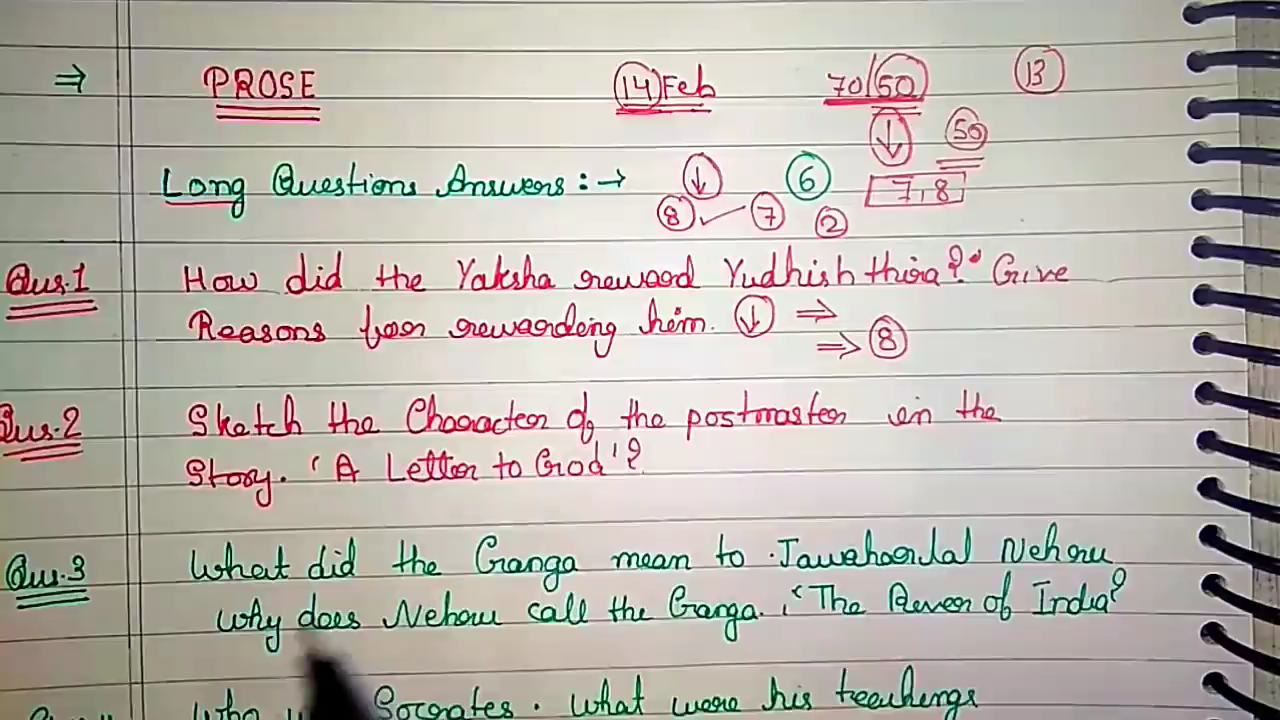 ⇒ PROSE 14 Feb 70/50 13
↓ 50
Long Questions Answers :→ ↓ 6 7,8
8 ✓ 7 2
Qus.1 How did the Yaksha reward Yudhishthira? Give
Reasons for rewarding him. ↓ ⇒
⇒ 8
Qus.2 Sketch the Character of the postmaster in the
Story. 'A Letter to God'?
Qus.3 What did the Ganga mean to Jawaharlal Nehru
why does Nehru call the Ganga. 'The River of India?
Who Socrates. What were his teachings